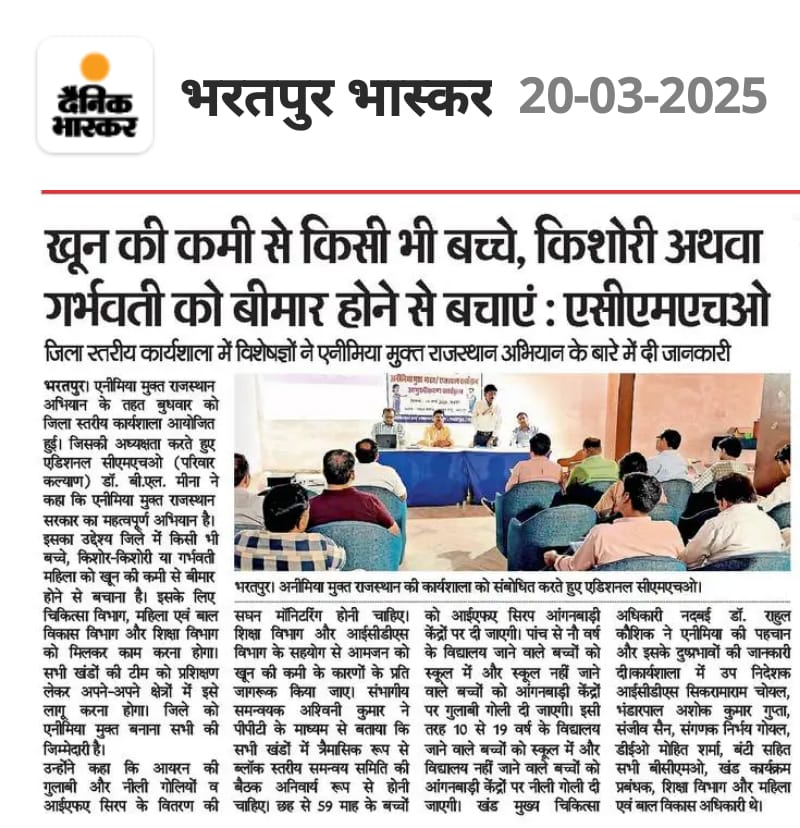 दैनिक
भास्कर
भरतपुर भास्कर 20-03-2025
खून की कमी से किसी भी बच्चे, किशोरी अथवा
गर्भवती को बीमार होने से बचाएं : एसीएमएचओ
जिला स्तरीय कार्यशाला में विशेषज्ञों ने एनीमिया मुक्त राजस्थान अभियान के बारे में दी जानकारी
भरतपुर। एनीमिया मुक्त राजस्थान
अभियान के तहत बुधवार को
जिला स्तरीय कार्यशाला आयोजित
हुई। जिसकी अध्यक्षता करते हुए
एडिशनल सीएमएचओ (परिवार
कल्याण) डॉ. बी.एल. मीना ने
कहा कि एनीमिया मुक्त राजस्थान
सरकार का महत्वपूर्ण अभियान है।
इसका उद्देश्य जिले में किसी भी
बच्चे, किशोर-किशोरी या गर्भवती
महिला को खून की कमी से बीमार
होने से बचाना है। इसके लिए
चिकित्सा विभाग, महिला एवं बाल
विकास विभाग और शिक्षा विभाग
को मिलकर काम करना होगा।
सभी खंडों की टीम को प्रशिक्षण
लेकर अपने-अपने क्षेत्रों में इसे
लागू करना होगा। जिले को
एनीमिया मुक्त बनाना सभी की
जिम्मेदारी है।
उन्होंने कहा कि आयरन की
गुलाबी और नीली गोलियों व
आईएफए सिरप के वितरण की
भरतपुर। अनीमिया मुक्त राजस्थान की कार्यशाला को संबोधित करते हुए एडिशनल सीएमएचओ।
सघन मॉनिटरिंग होनी चाहिए।
शिक्षा विभाग और आईसीडीएस
विभाग के सहयोग से आमजन को
खून की कमी के कारणों के प्रति
जागरूक किया जाए। संभागीय
समन्वयक अश्विनी कुमार ने
पीपीटी के माध्यम से बताया कि
सभी खंडों में त्रैमासिक रूप से
ब्लॉक स्तरीय समन्वय समिति की
बैठक अनिवार्य रूप से होनी
चाहिए। छह से 59 माह के बच्चों
को आईएफए सिरप आंगनबाड़ी
केंद्रों पर दी जाएगी। पांच से नौ वर्ष
के विद्यालय जाने वाले बच्चों को
स्कूल में और स्कूल नहीं जाने
वाले बच्चों को आंगनबाड़ी केंद्रों
पर गुलाबी गोली दी जाएगी। इसी
तरह 10 से 19 वर्ष के विद्यालय
जाने वाले बच्चों को स्कूल में और
विद्यालय नहीं जाने वाले बच्चों को
आंगनबाड़ी केंद्रों पर नीली गोली दी
जाएगी। खंड मुख्य चिकित्सा
अधिकारी नदबई डॉ. राहुल
कौशिक ने एनीमिया की पहचान
और इसके दुष्प्रभावों की जानकारी
दी।कार्यशाला में उप निदेशक
आईसीडीएस सिकरामाराम चोयल,
भंडारपाल अशोक कुमार गुप्ता,
संजीव सैन, संगणक निर्भय गोयल,
डीईओ मोहित शर्मा, बंटी सहित
सभी बीसीएमओ, खंड कार्यक्रम
प्रबंधक, शिक्षा विभाग और महिला
एवं बाल विकास अधिकारी थे।